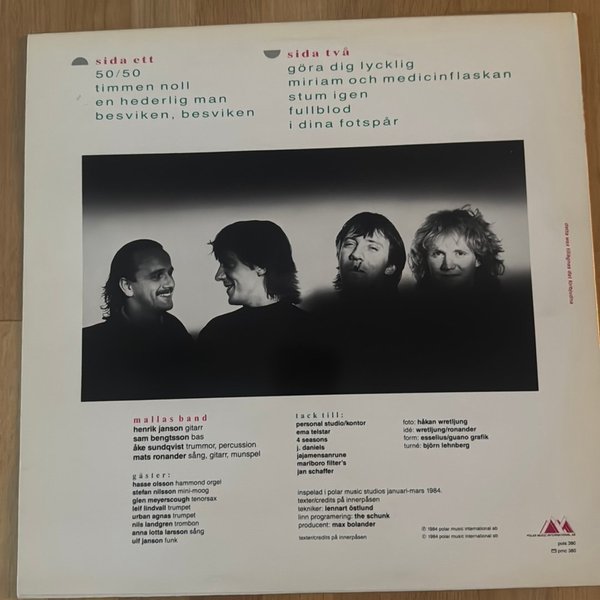 sida ett
50/50
timmen noll
en hederlig man
besviken, besviken
sida två
göra dig lycklig
miriam och medicinflaskan
stum igen
fullblod
i dina fotspår
detta vax tillägnas
mallas band
henrik janson gitarr
sam bengtsson bas
åke sundqvist trummor, percussion
mats ronander sång, gitarr, munspel
gäster:
hasse olsson hammond orgel
stefan nilsson mini-moog
glen meyerscough tenorsax
leif lindvall trumpet
urban agnas trumpet
nils landgren trombon
anna lotta larsson sång
ulf janson funk
tack till:
personal studio/kontor
ema telstar
4 seasons
j. daniels
jajamensanrune
marlboro filter's
jan schaffer
inspelad i polar music studios januari-mars 1984.
texter/credits på innerpåsen
tekniker: lennart östlund
linn programering: the schunk
producent: max bolander
texter/credits på innerpåsen
foto: håkan wretljung
idé: wretljung/ronander
form: esselius/guano grafik
turné: björn lehnberg
℗ 1984 polar music international ab
© 1984 polar music international ab
POLAR MUSIC INTERNATIONAL AB
pols 380
pmc 380